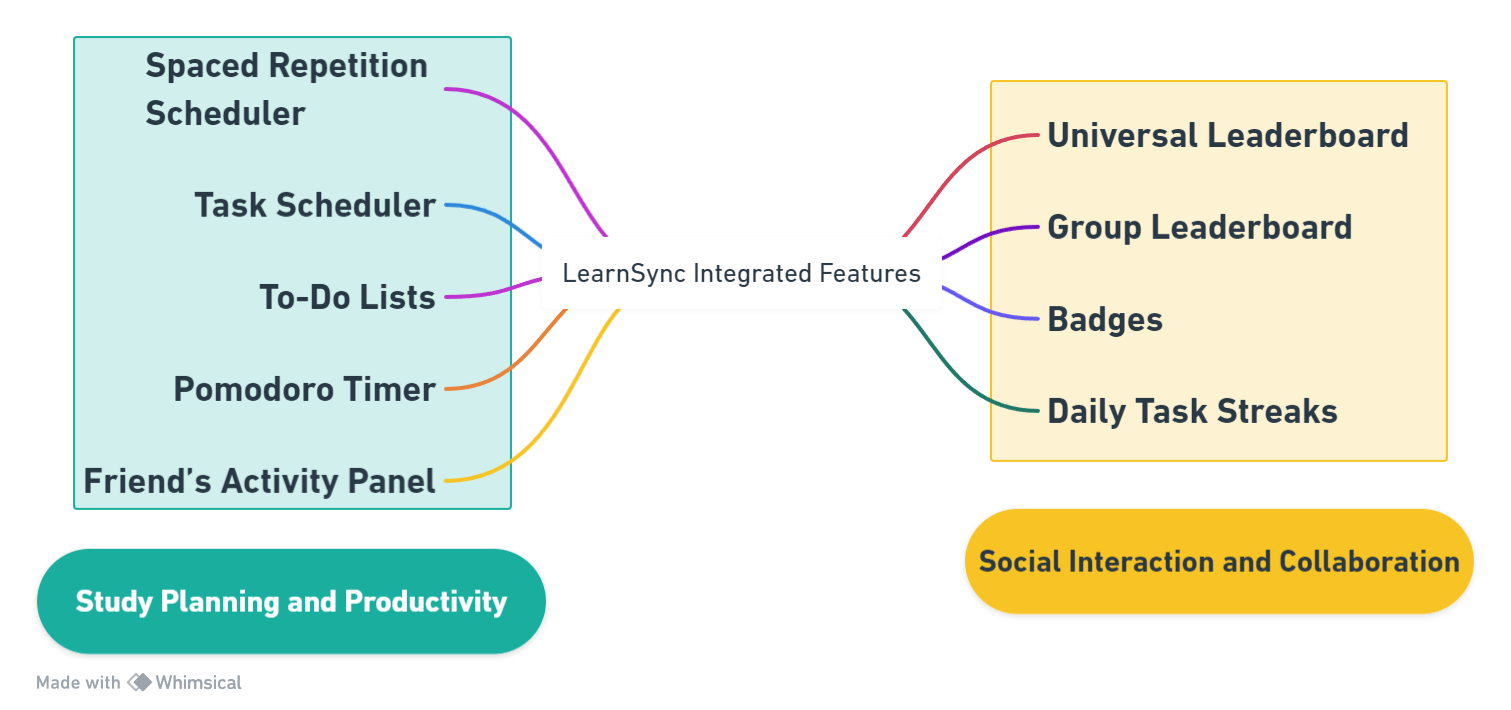 Spaced Repetition
Scheduler
Task Scheduler
To-Do Lists
Pomodoro Timer
Friend’s Activity Panel
Study Planning and Productivity
LearnSync Integrated Features
Universal Leaderboard
Group Leaderboard
Badges
Daily Task Streaks
Social Interaction and Collaboration
Made with Whimsical